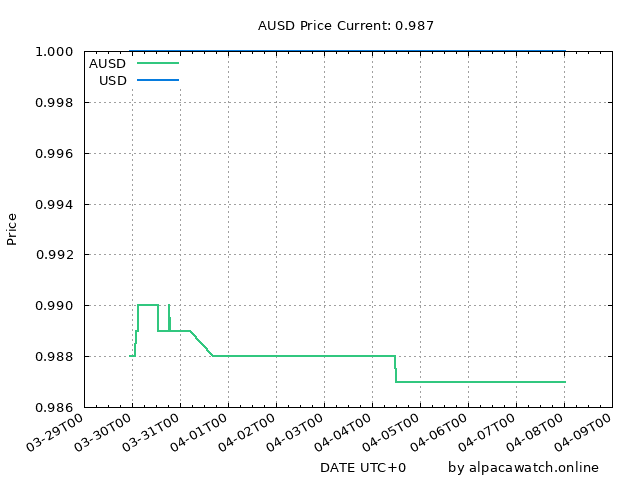 AUSD Price Current: 0.987
1.000
AUSD
USD
0.998
0.996
0.994
Price
0.992
0.990
0.988
0.986
03-29T00
03-30T00
03-31T00
04-01T00
04-02T00
04-03T00
04-04T00
04-05T00
04-06T00
04-07T00
04-08T00
04-09T00
DATE UTC+0
by alpacawatch.online